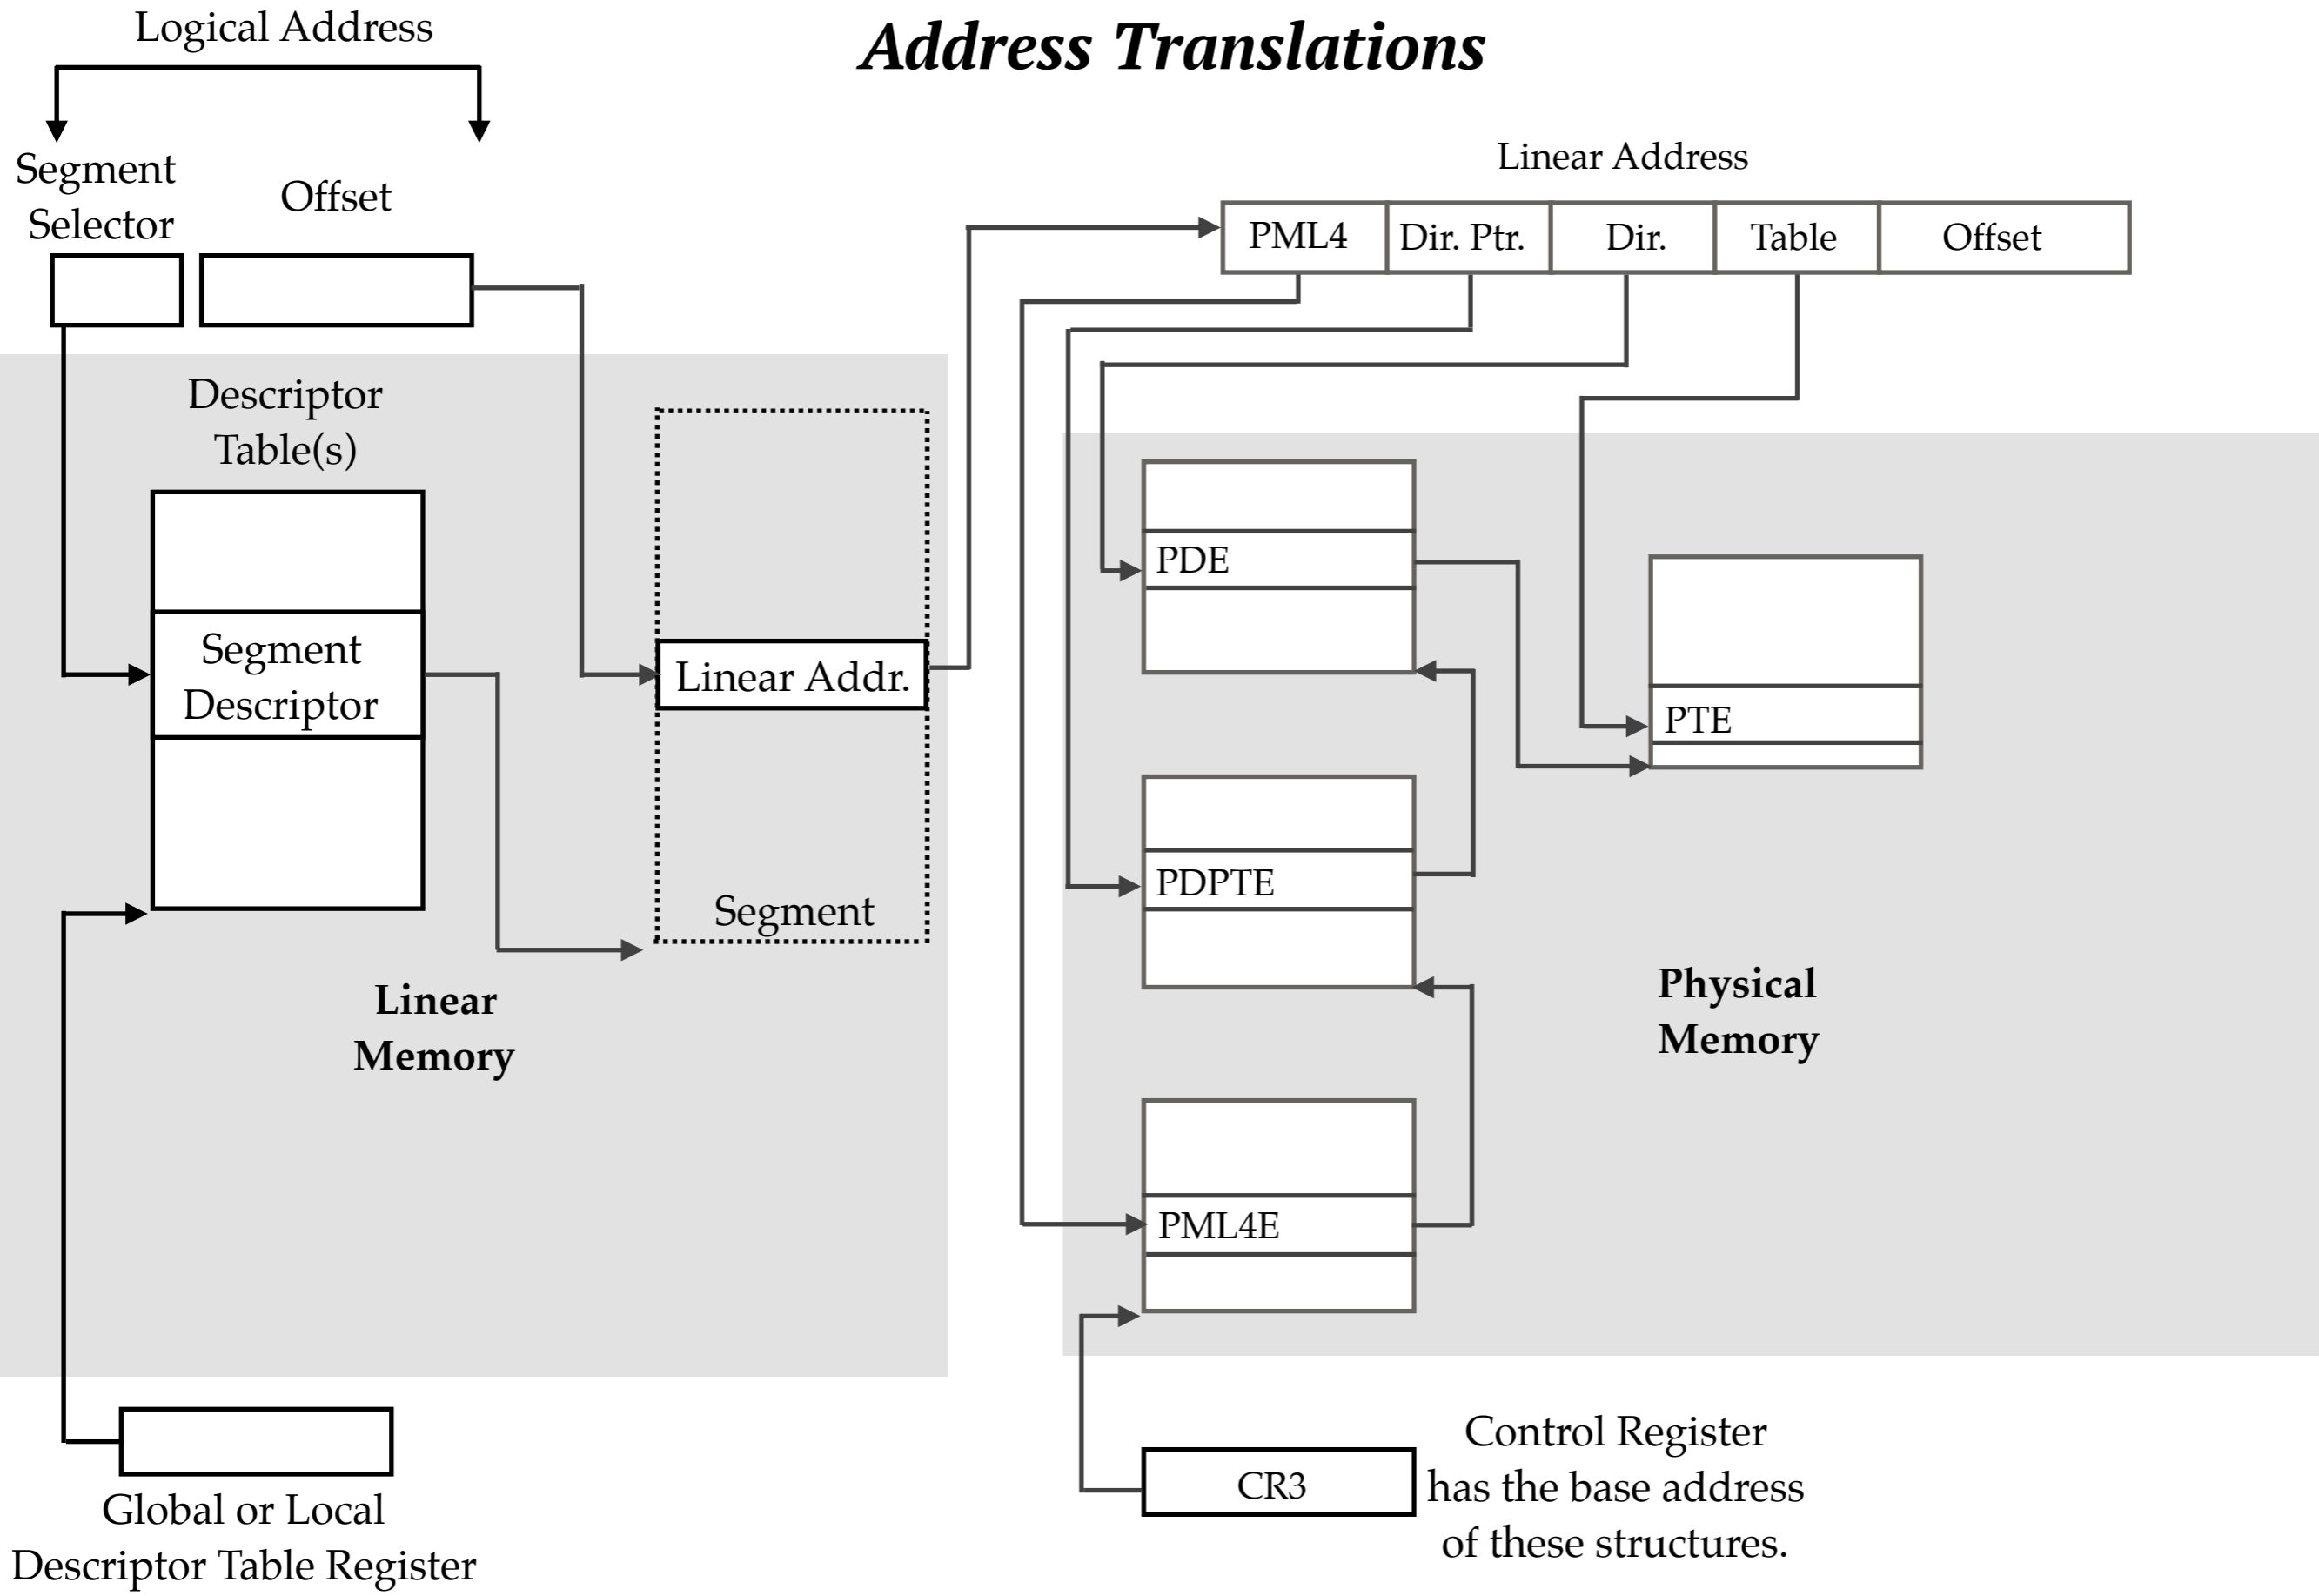 Address Translations
Logical Address
Segment
Selector
Offset
Descriptor
Table(s)
Segment
Descriptor
Linear Addr.
Segment
Linear
Memory
Global or Local
Descriptor Table Register
Linear Address
PML4
Dir. Ptr.
Dir.
Table
Offset
PDE
PTE
PDPTE
PML4E
Physical
Memory
CR3
Control Register
has the base address
of these structures.